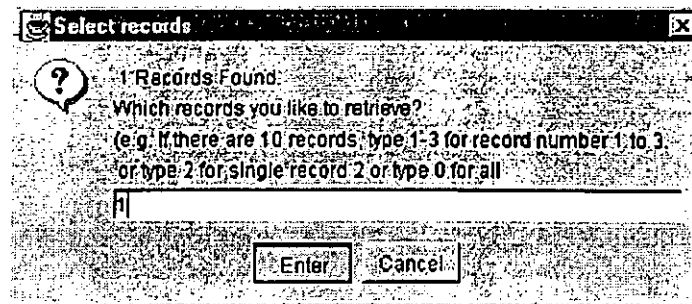 Select records
1 Records Found.
Which records you like to retrieve?
(e.g. If there are 10 records, type 1-3 for record number 1 to 3,
or type 2 for single record 2 or type 0 for all
1
Enter Cancel